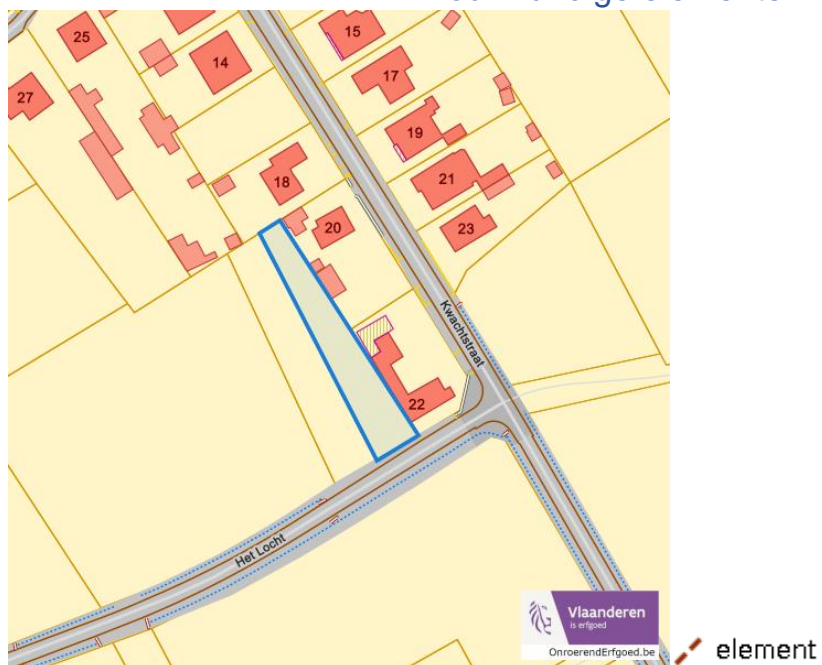 25
15
14
17
27
19
18
21
20
23
Kwachtstraat
22
Het Locht
Vlaanderen
is erfgoed
OnroerendErfgoed.be
element